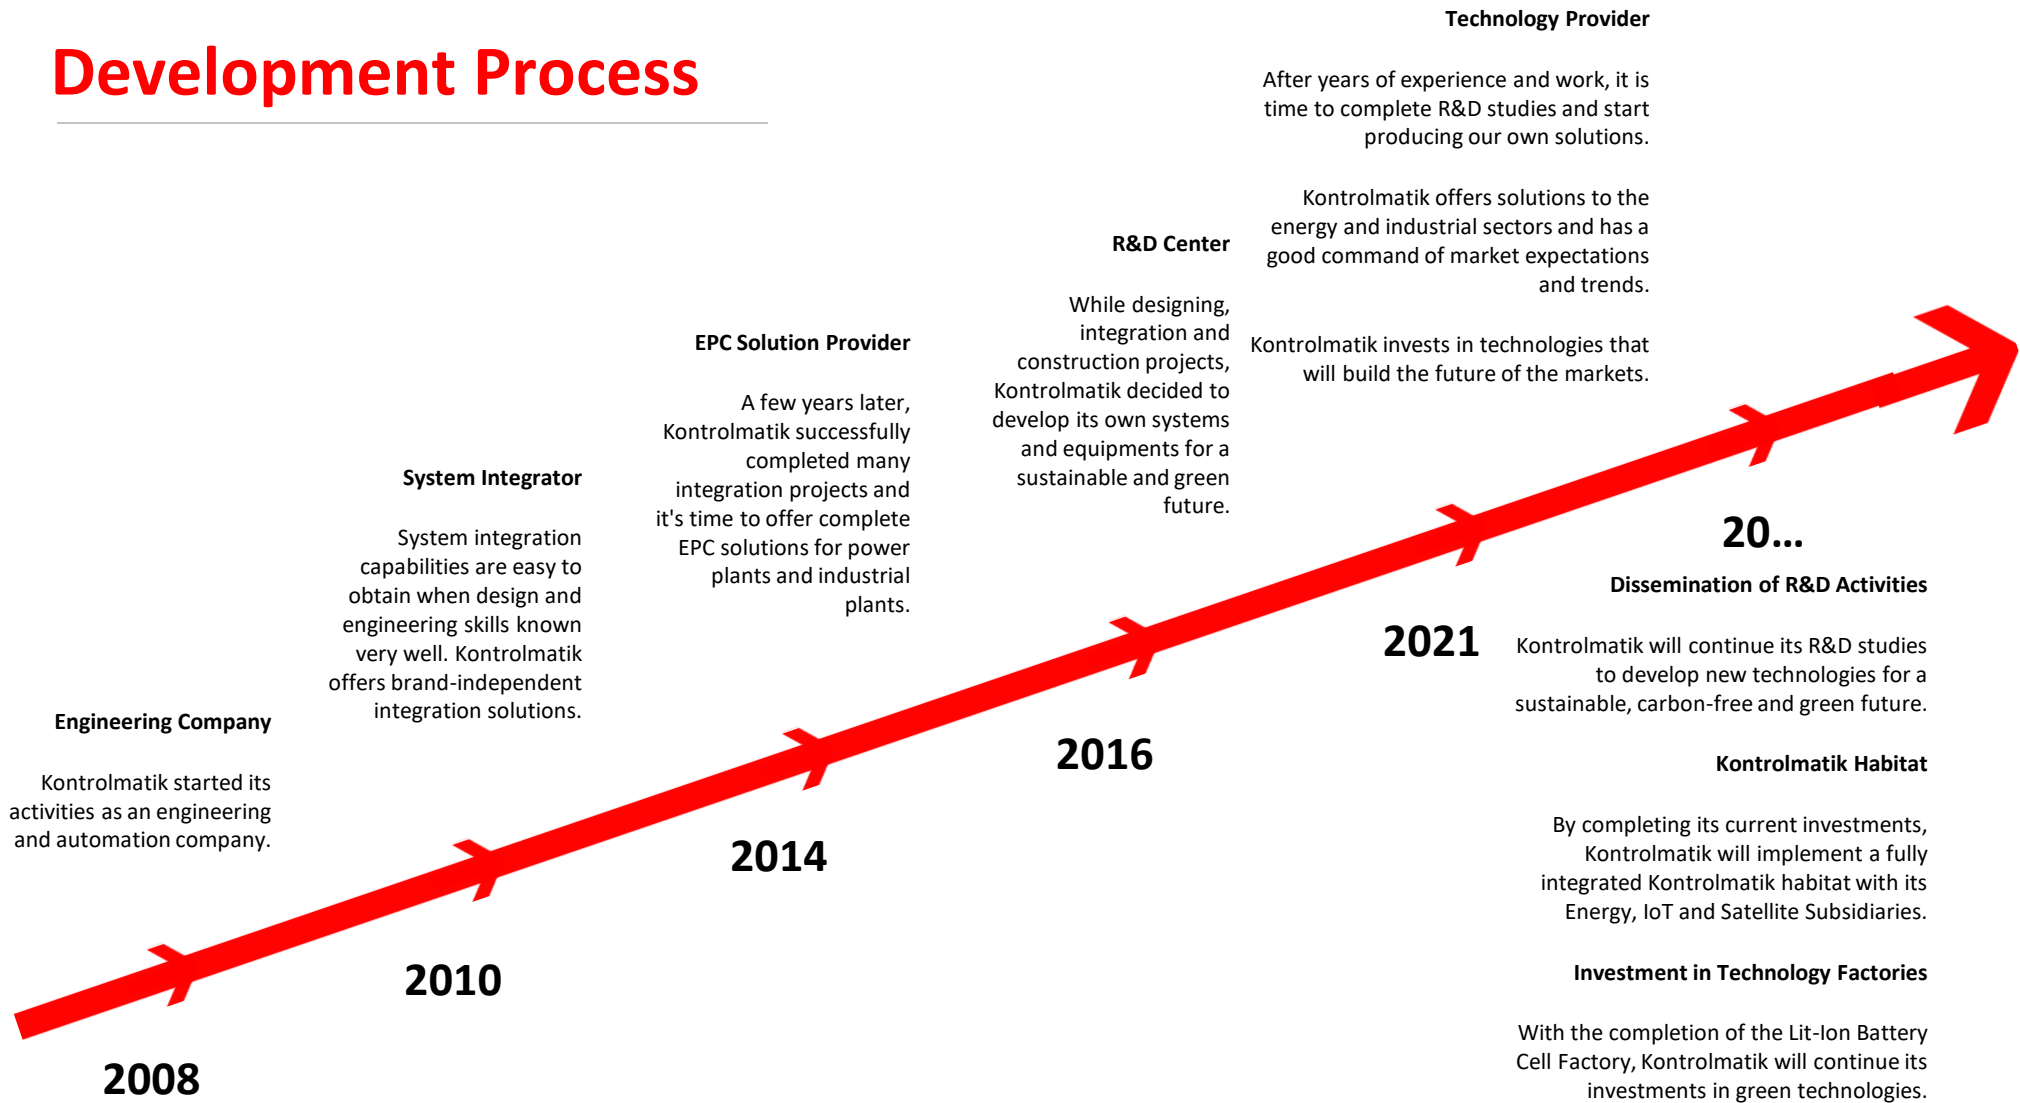 Development Process
Engineering Company
Kontrolmatik started its
activities as an engineering
and automation company.
2008
System Integrator
System integration
capabilities are easy to
obtain when design and
engineering skills known
very well. Kontrolmatik
offers brand-independent
integration solutions.
2010
EPC Solution Provider
A few years later,
Kontrolmatik successfully
completed many
integration projects and
it's time to offer complete
EPC solutions for power
plants and industrial
plants.
2014
R&D Center
While designing,
integration and
construction projects,
Kontrolmatik decided to
develop its own systems
and equipments for a
sustainable and green
future.
2016
Technology Provider
After years of experience and work, it is
time to complete R&D studies and start
producing our own solutions.
Kontrolmatik offers solutions to the
energy and industrial sectors and has a
good command of market expectations
and trends.
Kontrolmatik invests in technologies that
will build the future of the markets.
2021
20...
Dissemination of R&D Activities
Kontrolmatik will continue its R&D studies
to develop new technologies for a
sustainable, carbon-free and green future.
Kontrolmatik Habitat
By completing its current investments,
Kontrolmatik will implement a fully
integrated Kontrolmatik habitat with its
Energy, IoT and Satellite Subsidiaries.
Investment in Technology Factories
With the completion of the Lit-Ion Battery
Cell Factory, Kontrolmatik will continue its
investments in green technologies.